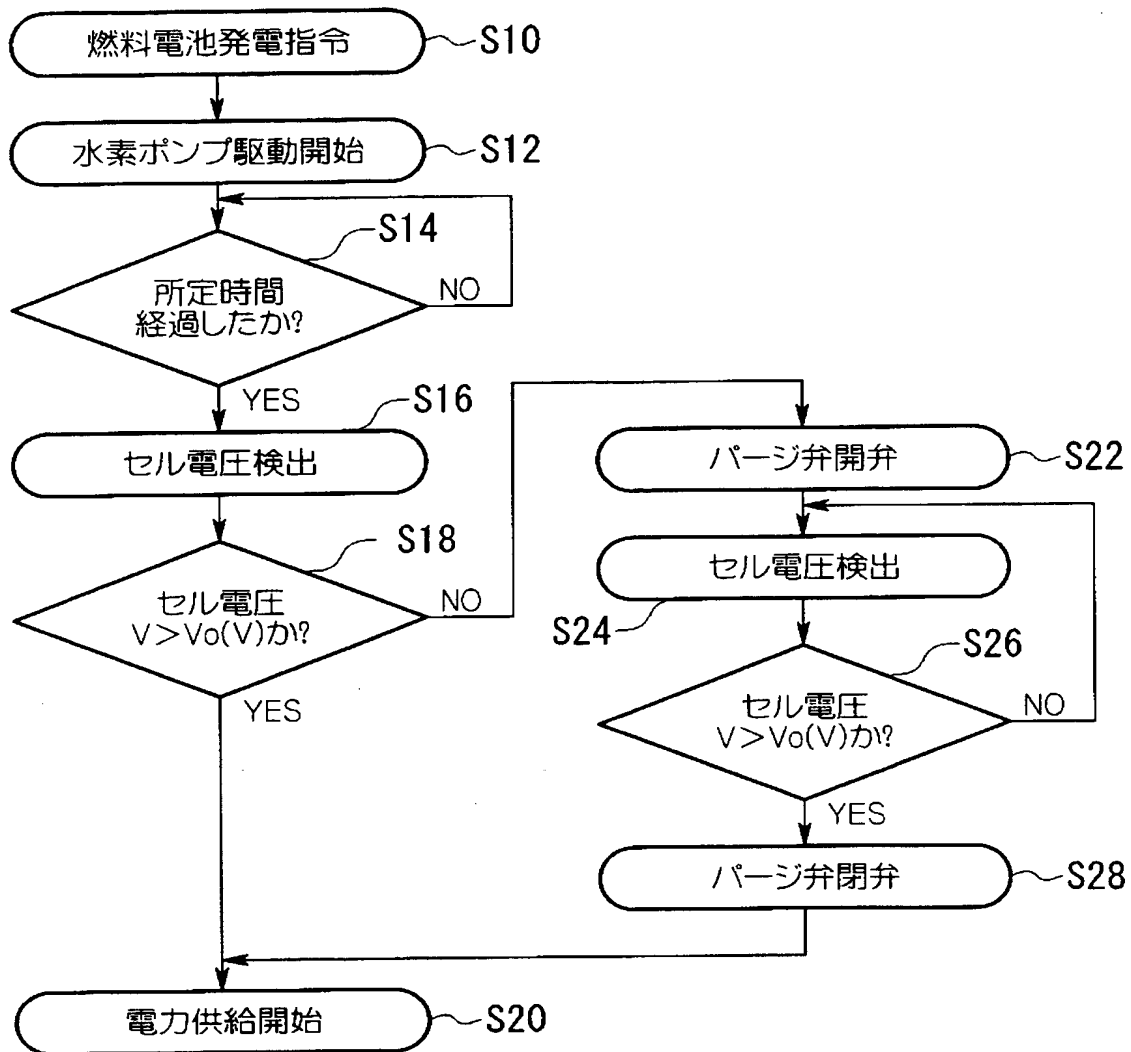 燃料電池発電指令
S10
水素ポンプ駆動開始
S12
S14
所定時間
経過したか?
NO
YES
S16
セル電圧検出
S18
セル電圧
V>Vo(V)か?
NO
YES
パージ弁開弁
S22
セル電圧検出
S24
S26
セル電圧
V>Vo(V)か?
NO
YES
パージ弁閉弁
S28
電力供給開始
S20